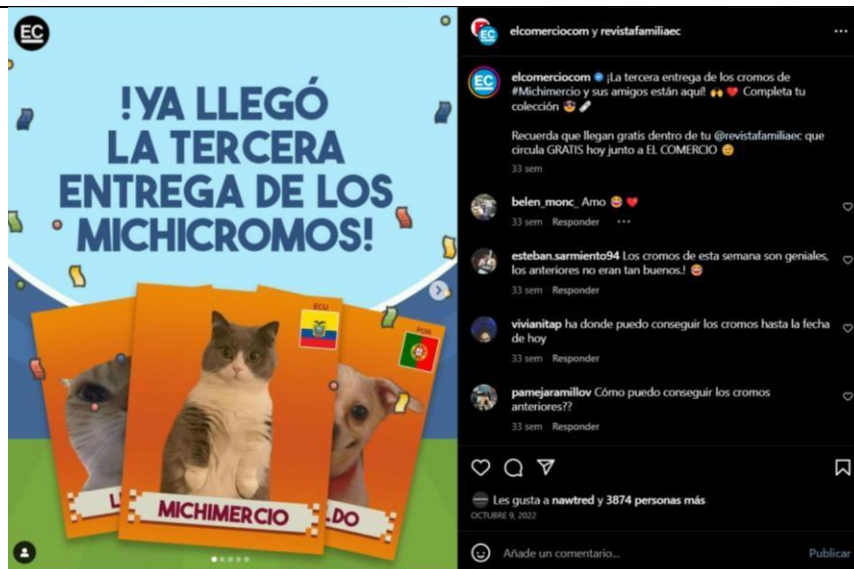 EC
!YA LLEGÓ
LA TERCERA
ENTREGA DE LOS
MICHICROMOS!
ECU
POR
L
MICHIMERCIO
LDO
EC
elcomerciocom y revistafamiliaec
EC
elcomerciocom ¡La tercera entrega de los cromos de
#Michimercio y sus amigos están aquí! 🙌 ❤️ Completa tu
colección
Recuerda que llegan gratis dentro de tu @revistafamiliaec que
circula GRATIS hoy junto a EL COMERCIO
33 sem
belen_monc_ Amo ❤️
33 sem Responder
esteban.sarmiento94 Los cromos de esta semana son geniales,
los anteriores no eran tan buenos.!
33 sem Responder
vivianitap ha donde puedo conseguir los cromos hasta la fecha
de hoy
33 sem Responder
pamejaramillov Cómo puedo conseguir los cromos
anteriores??
33 sem Responder
Les gusta a nawtred y 3874 personas más
OCTUBRE 9, 2022
Añade un comentario... Publicar